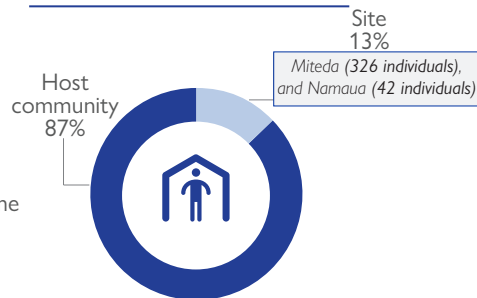 Site
13%
Miteda (326 individuals),
and Namaua (42 individuals)
Host
community
87%